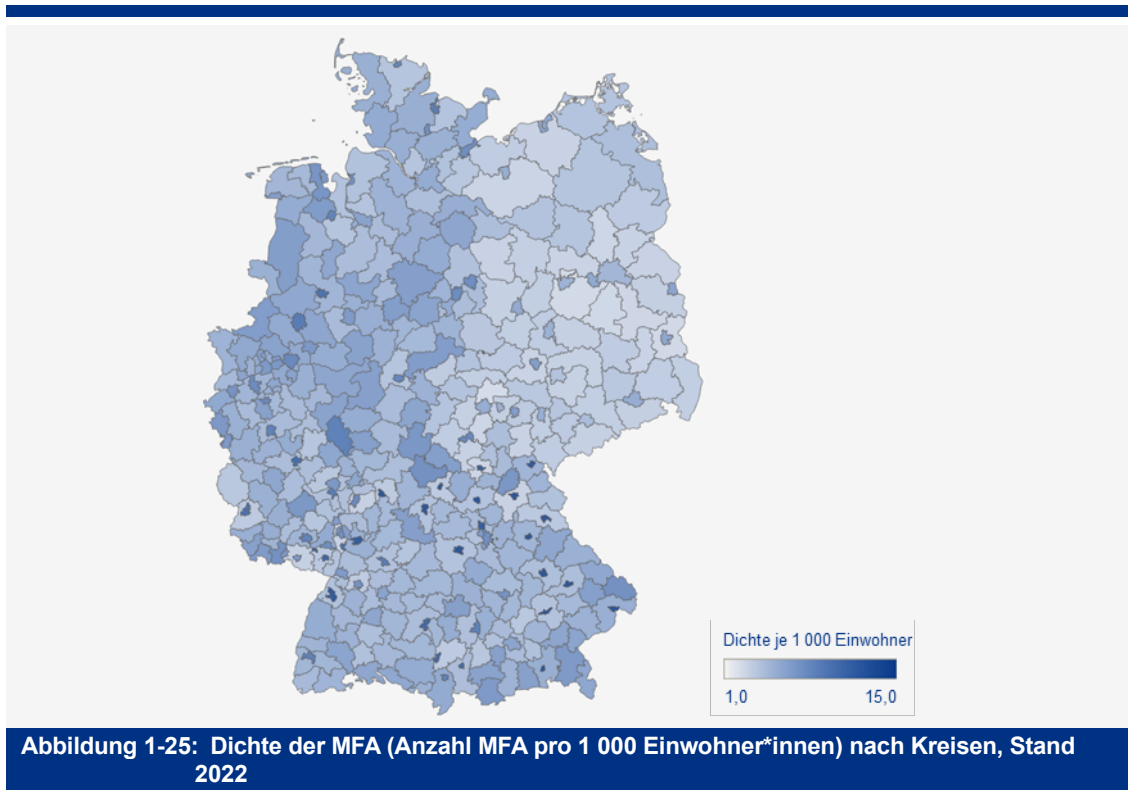 Dichte je 1 000 Einwohner
1,0 15,0
Abbildung 1-25: Dichte der MFA (Anzahl MFA pro 1 000 Einwohner*innen) nach Kreisen, Stand
2022